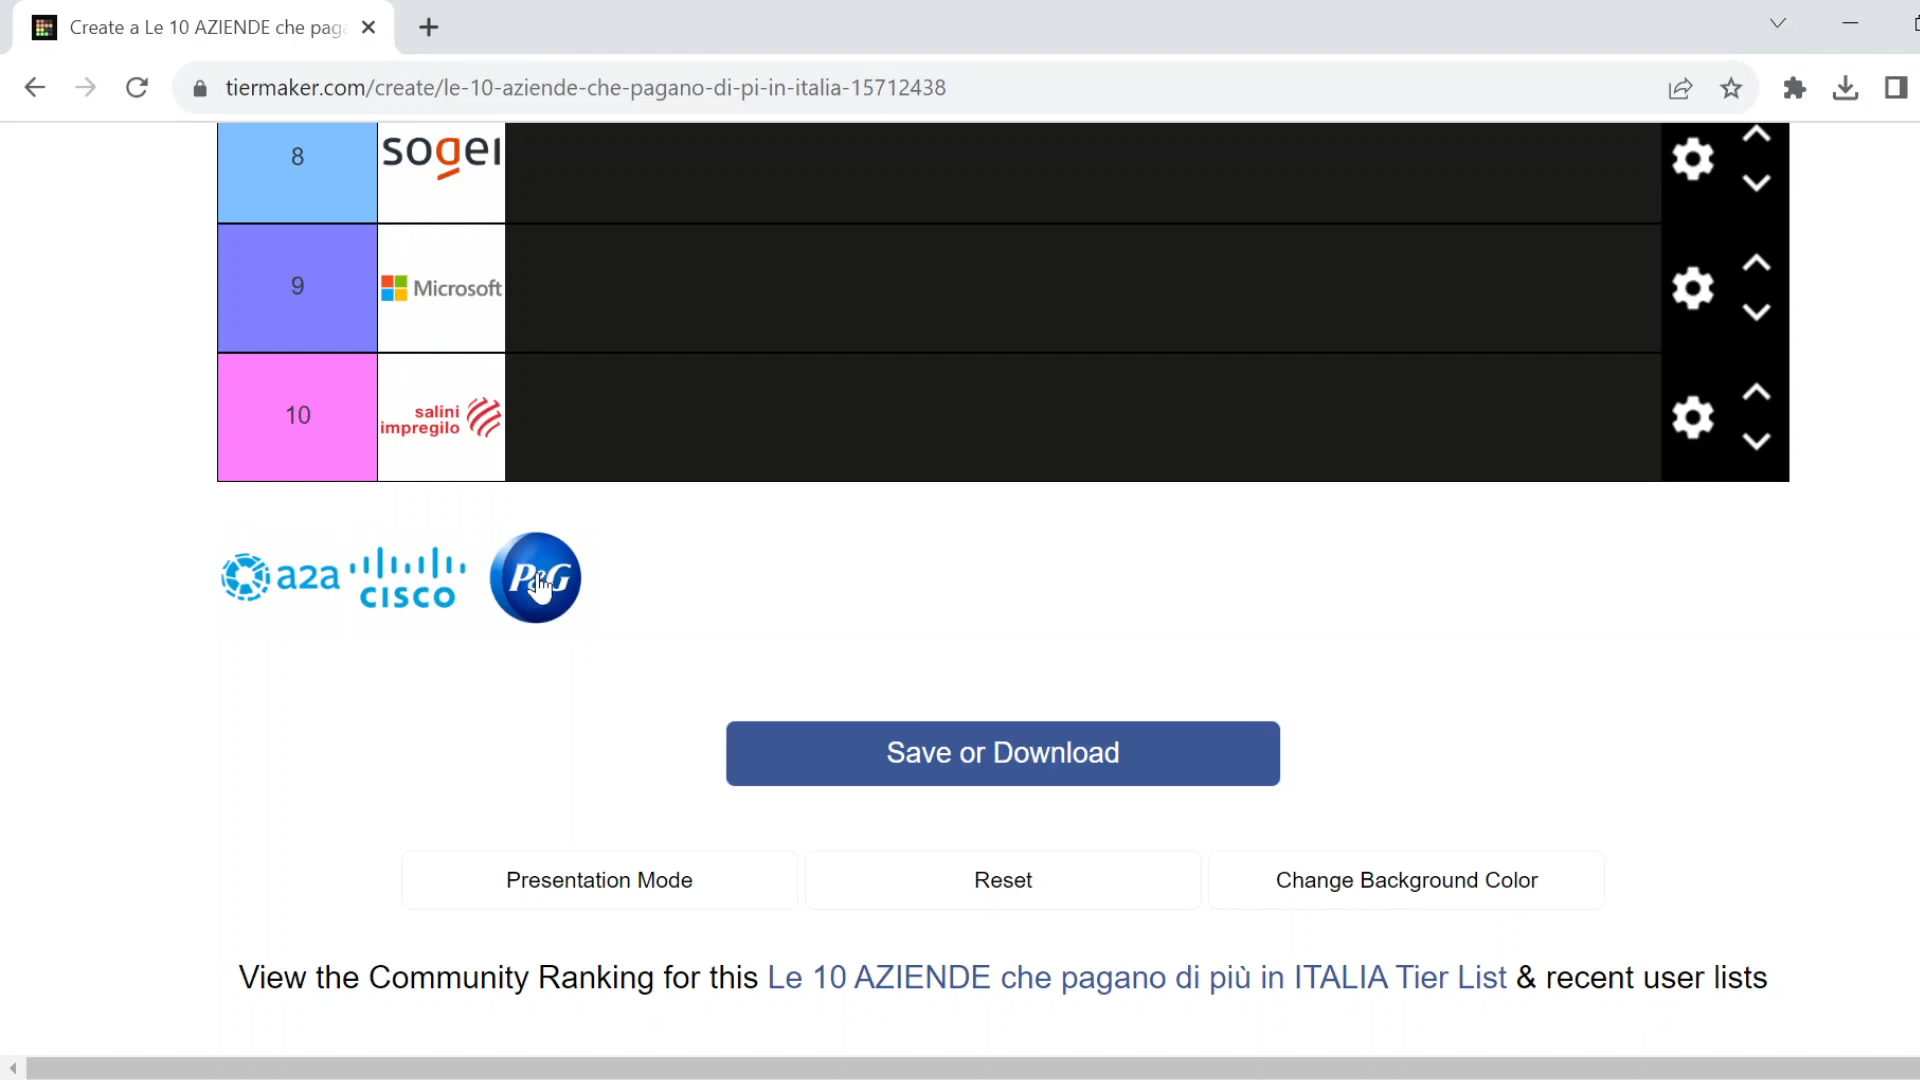 Create a Le 10 AZIENDE che pag
tiermaker.com/create/le-10-aziende-che-pagano-di-pi-in-italia-15712438
8
sogei
9
Microsoft
10
salini
impregilo
a2a
CISCO
P&G
Save or Download
Presentation Mode
Reset
Change Background Color
View the Community Ranking for this Le 10 AZIENDE che pagano di più in ITALIA Tier List & recent user lists